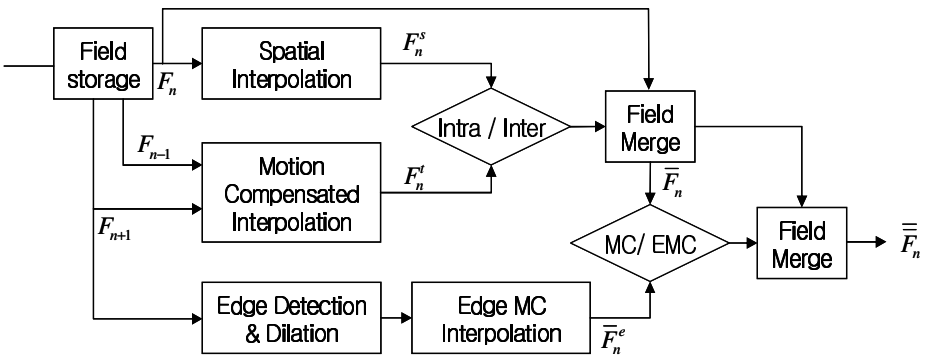 Field
storage
F_n
Spatial
Interpolation
F_n^s
Intra / Inter
Field
Merge
F_{n-1}
Motion
Compensated
Interpolation
F_n^t
F_{n+1}
F̅_n
MC/ EMC
Field
Merge
F̿_n
Edge Detection
& Dilation
Edge MC
Interpolation
F̅_n^e